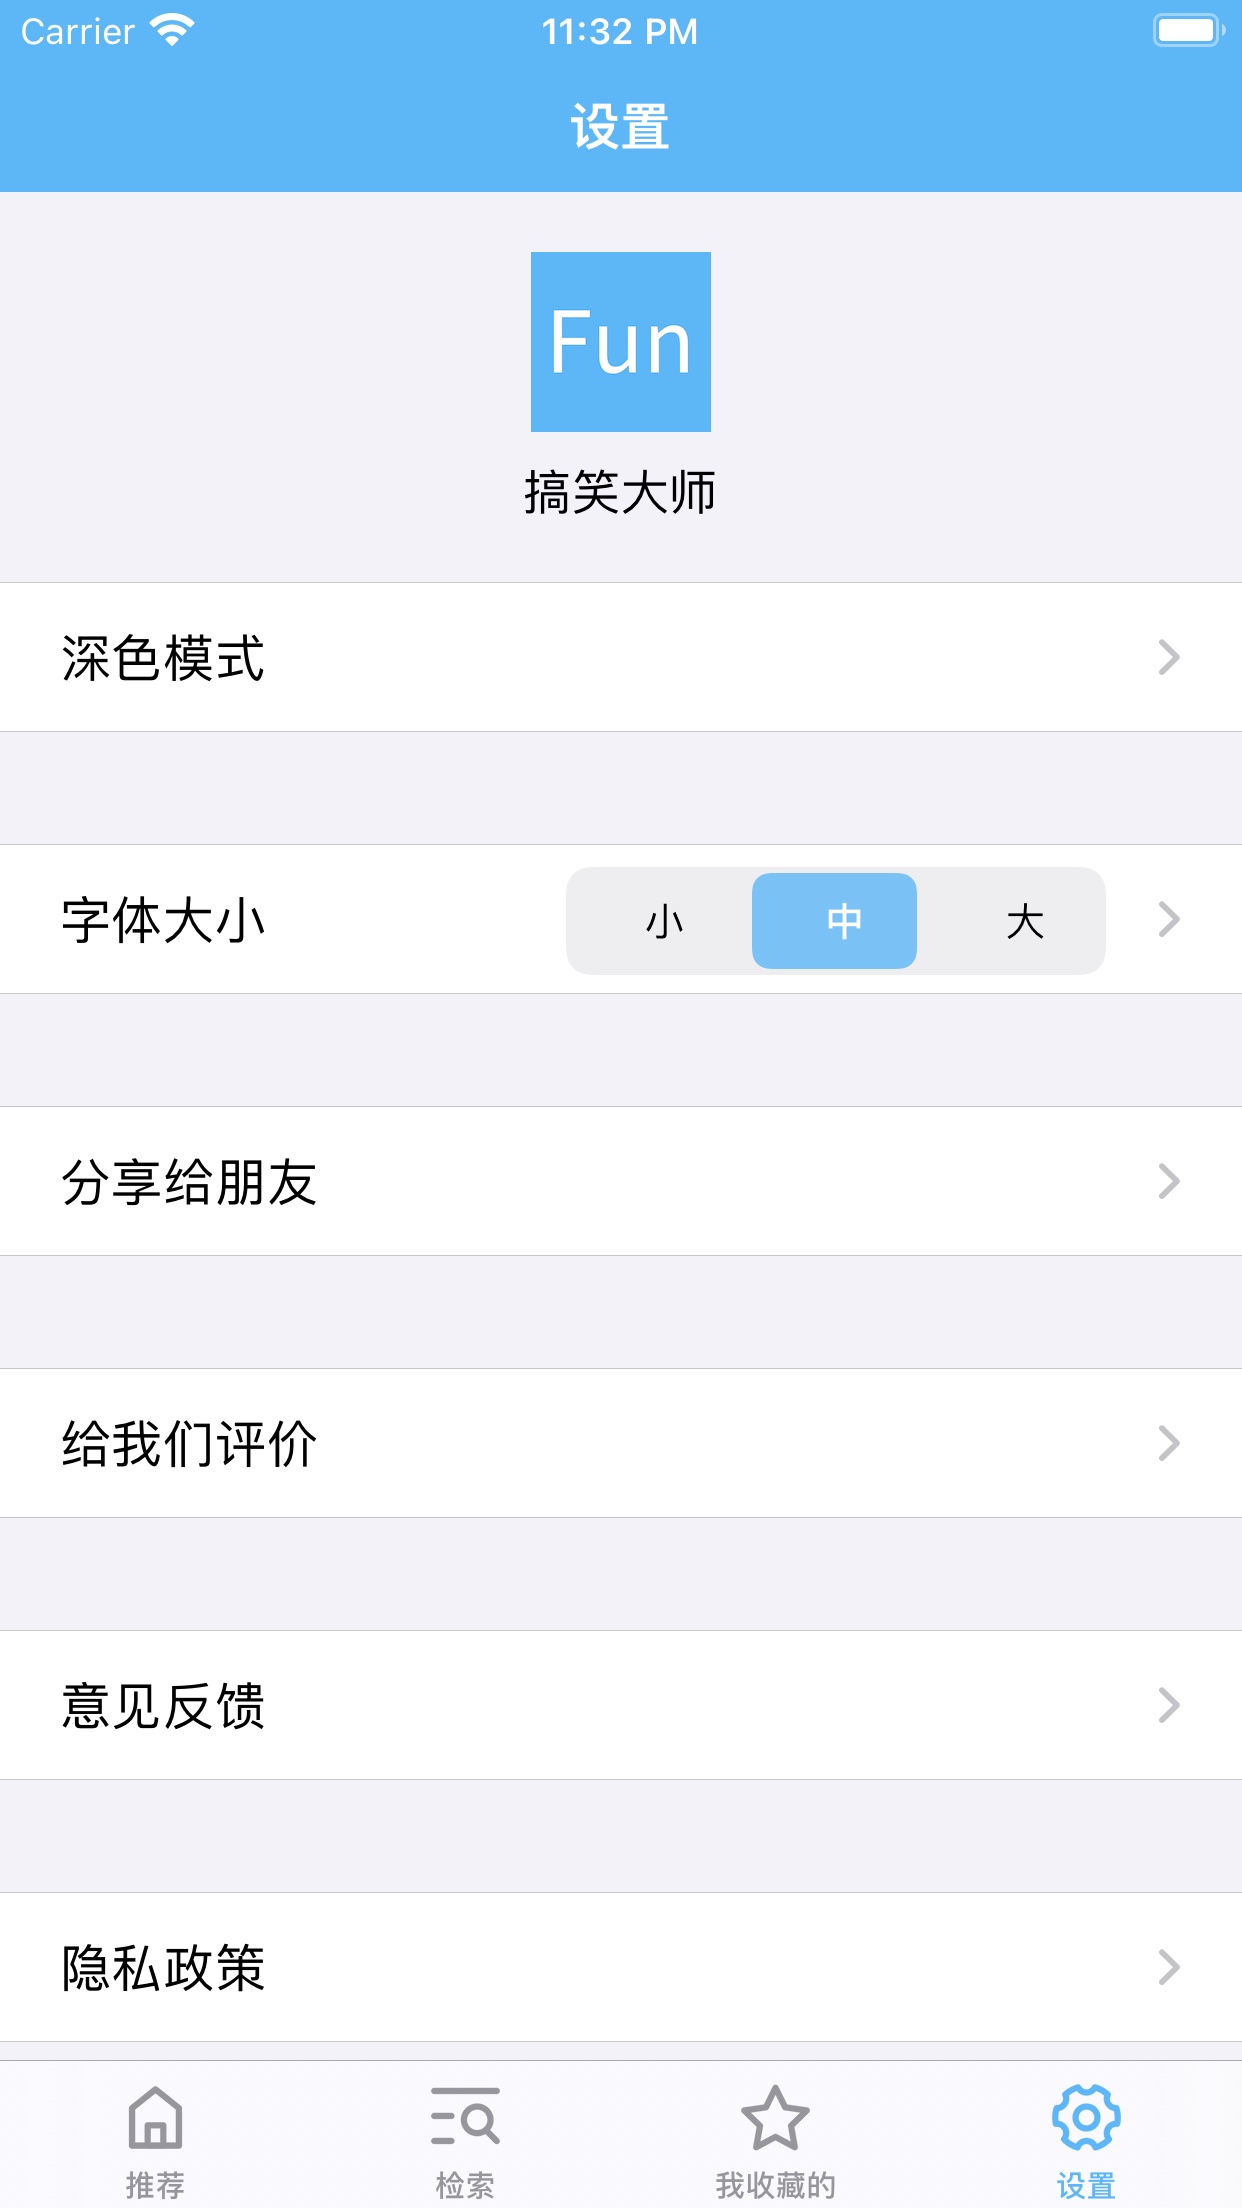 Carrier 11:32 PM
设置
Fun
搞笑大师
深色模式
字体大小 小 中 大
分享给朋友
给我们评价
意见反馈
隐私政策
推荐 检索 我收藏的 设置